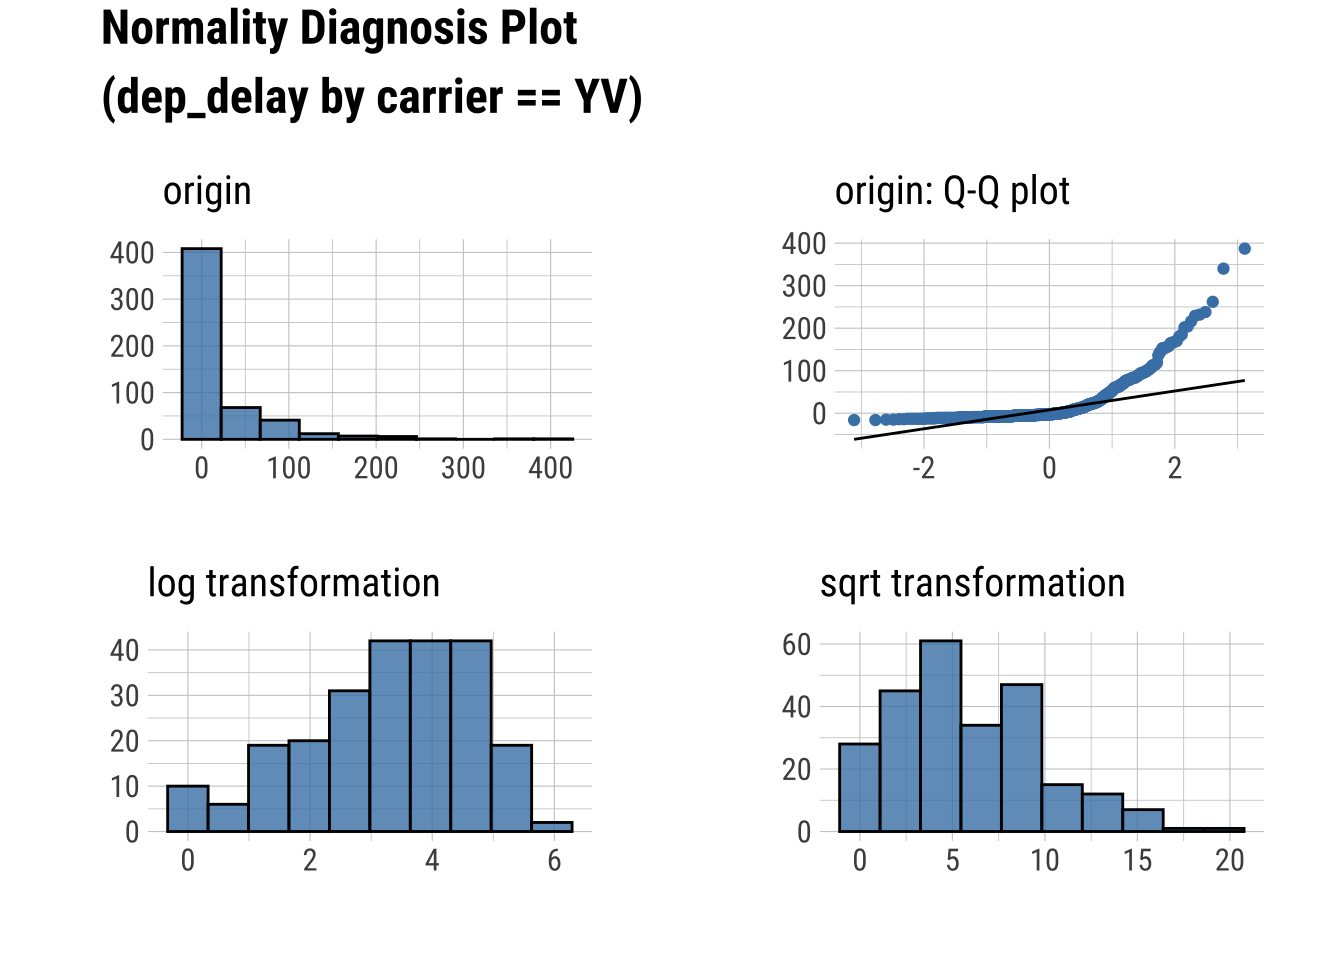 Normality Diagnosis Plot
(dep_delay by carrier == YV)
origin
400
300
200
100
0
0 100 200 300 400
origin: Q-Q plot
400
300
200
100
0
-2 0 2
log transformation
40
30
20
10
0
0 2 4 6
sqrt transformation
60
40
20
0
0 5 10 15 20